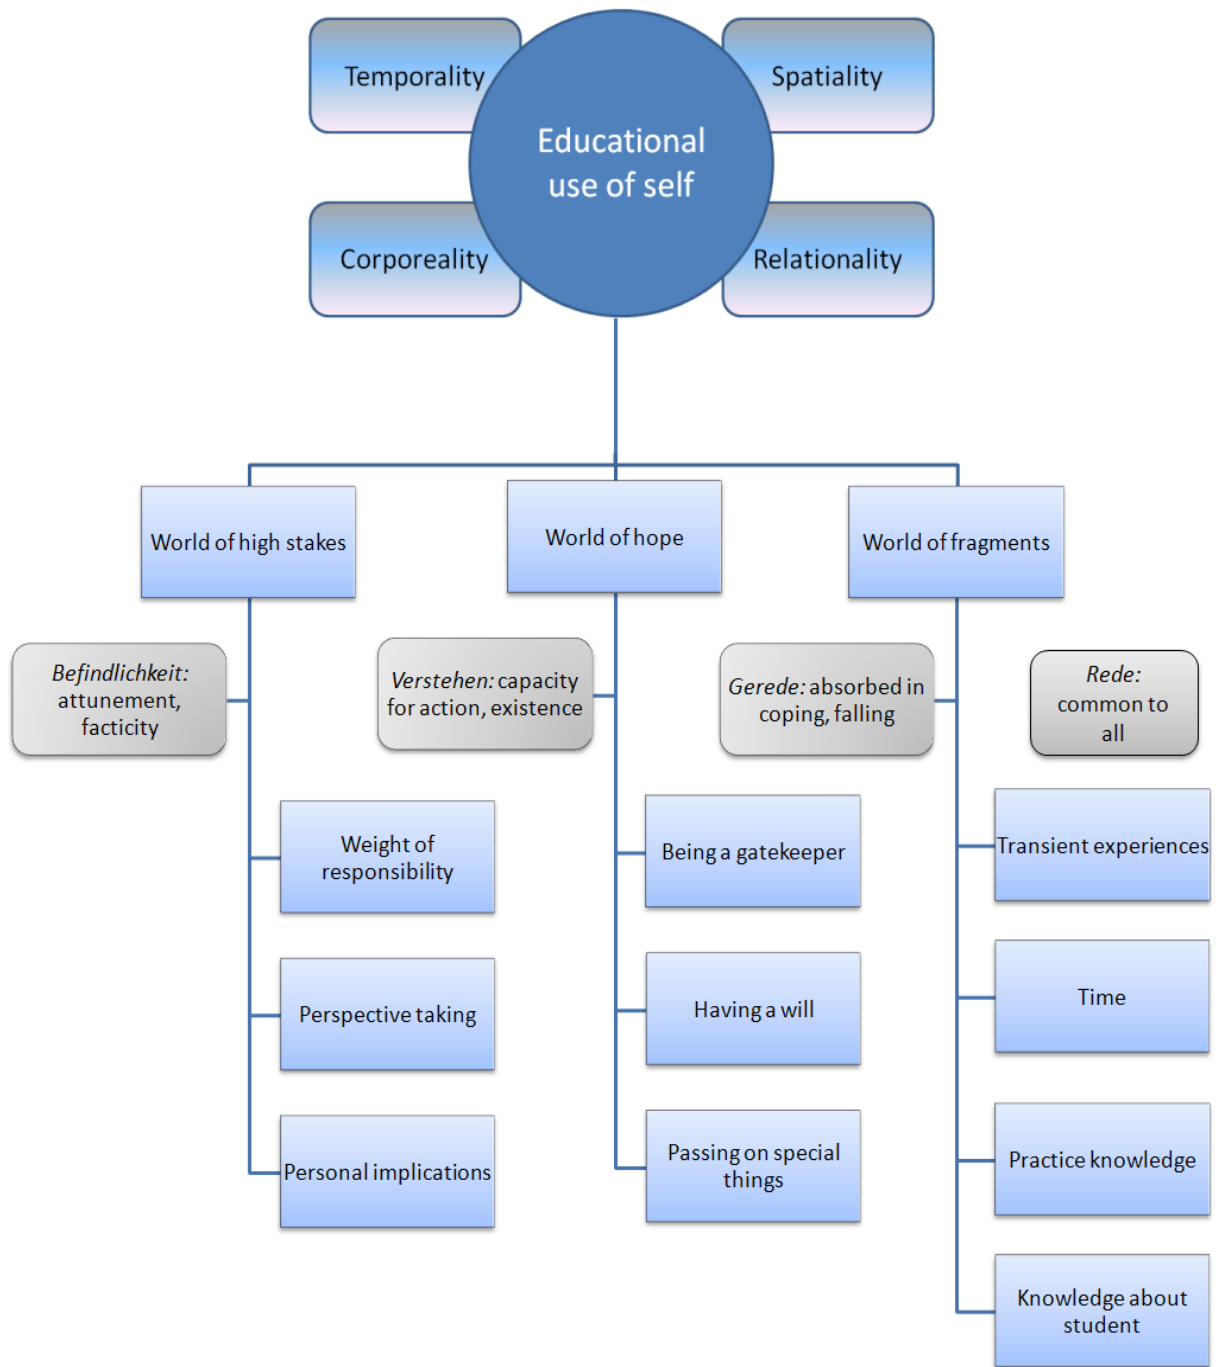 Temporality
Spatiality
Educational
use of self
Corporeality
Relationality
World of high stakes
World of hope
World of fragments
Befindlichkeit:
attunement,
facticity
Verstehen: capacity
for action, existence
Gerede: absorbed in
coping, falling
Rede:
common to
all
Weight of
responsibility
Perspective taking
Personal implications
Being a gatekeeper
Having a will
Passing on special
things
Transient experiences
Time
Practice knowledge
Knowledge about
student